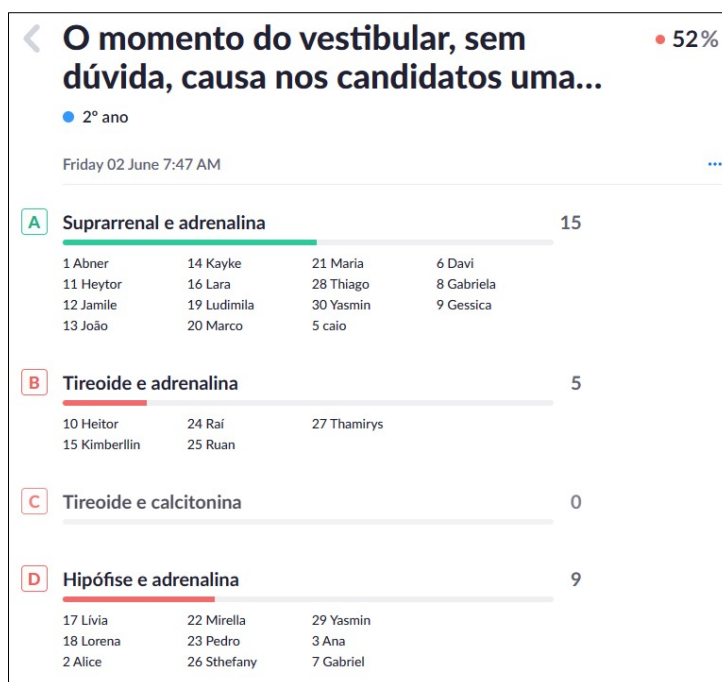 O momento do vestibular, sem
dúvida, causa nos candidatos uma...
52%
2º ano
Friday 02 June 7:47 AM
A Suprarrenal e adrenalina 15
1 Abner 14 Kayke 21 Maria 6 Davi
11 Heytor 16 Lara 28 Thiago 8 Gabriela
12 Jamile 19 Ludimila 30 Yasmin 9 Gessica
13 João 20 Marco 5 caio
B Tireoide e adrenalina 5
10 Heitor 24 Raí 27 Thamirys
15 Kimberllin 25 Ruan
C Tireoide e calcitonina 0
D Hipófise e adrenalina 9
17 Lívia 22 Mirella 29 Yasmin
18 Lorena 23 Pedro 3 Ana
2 Alice 26 Sthefany 7 Gabriel